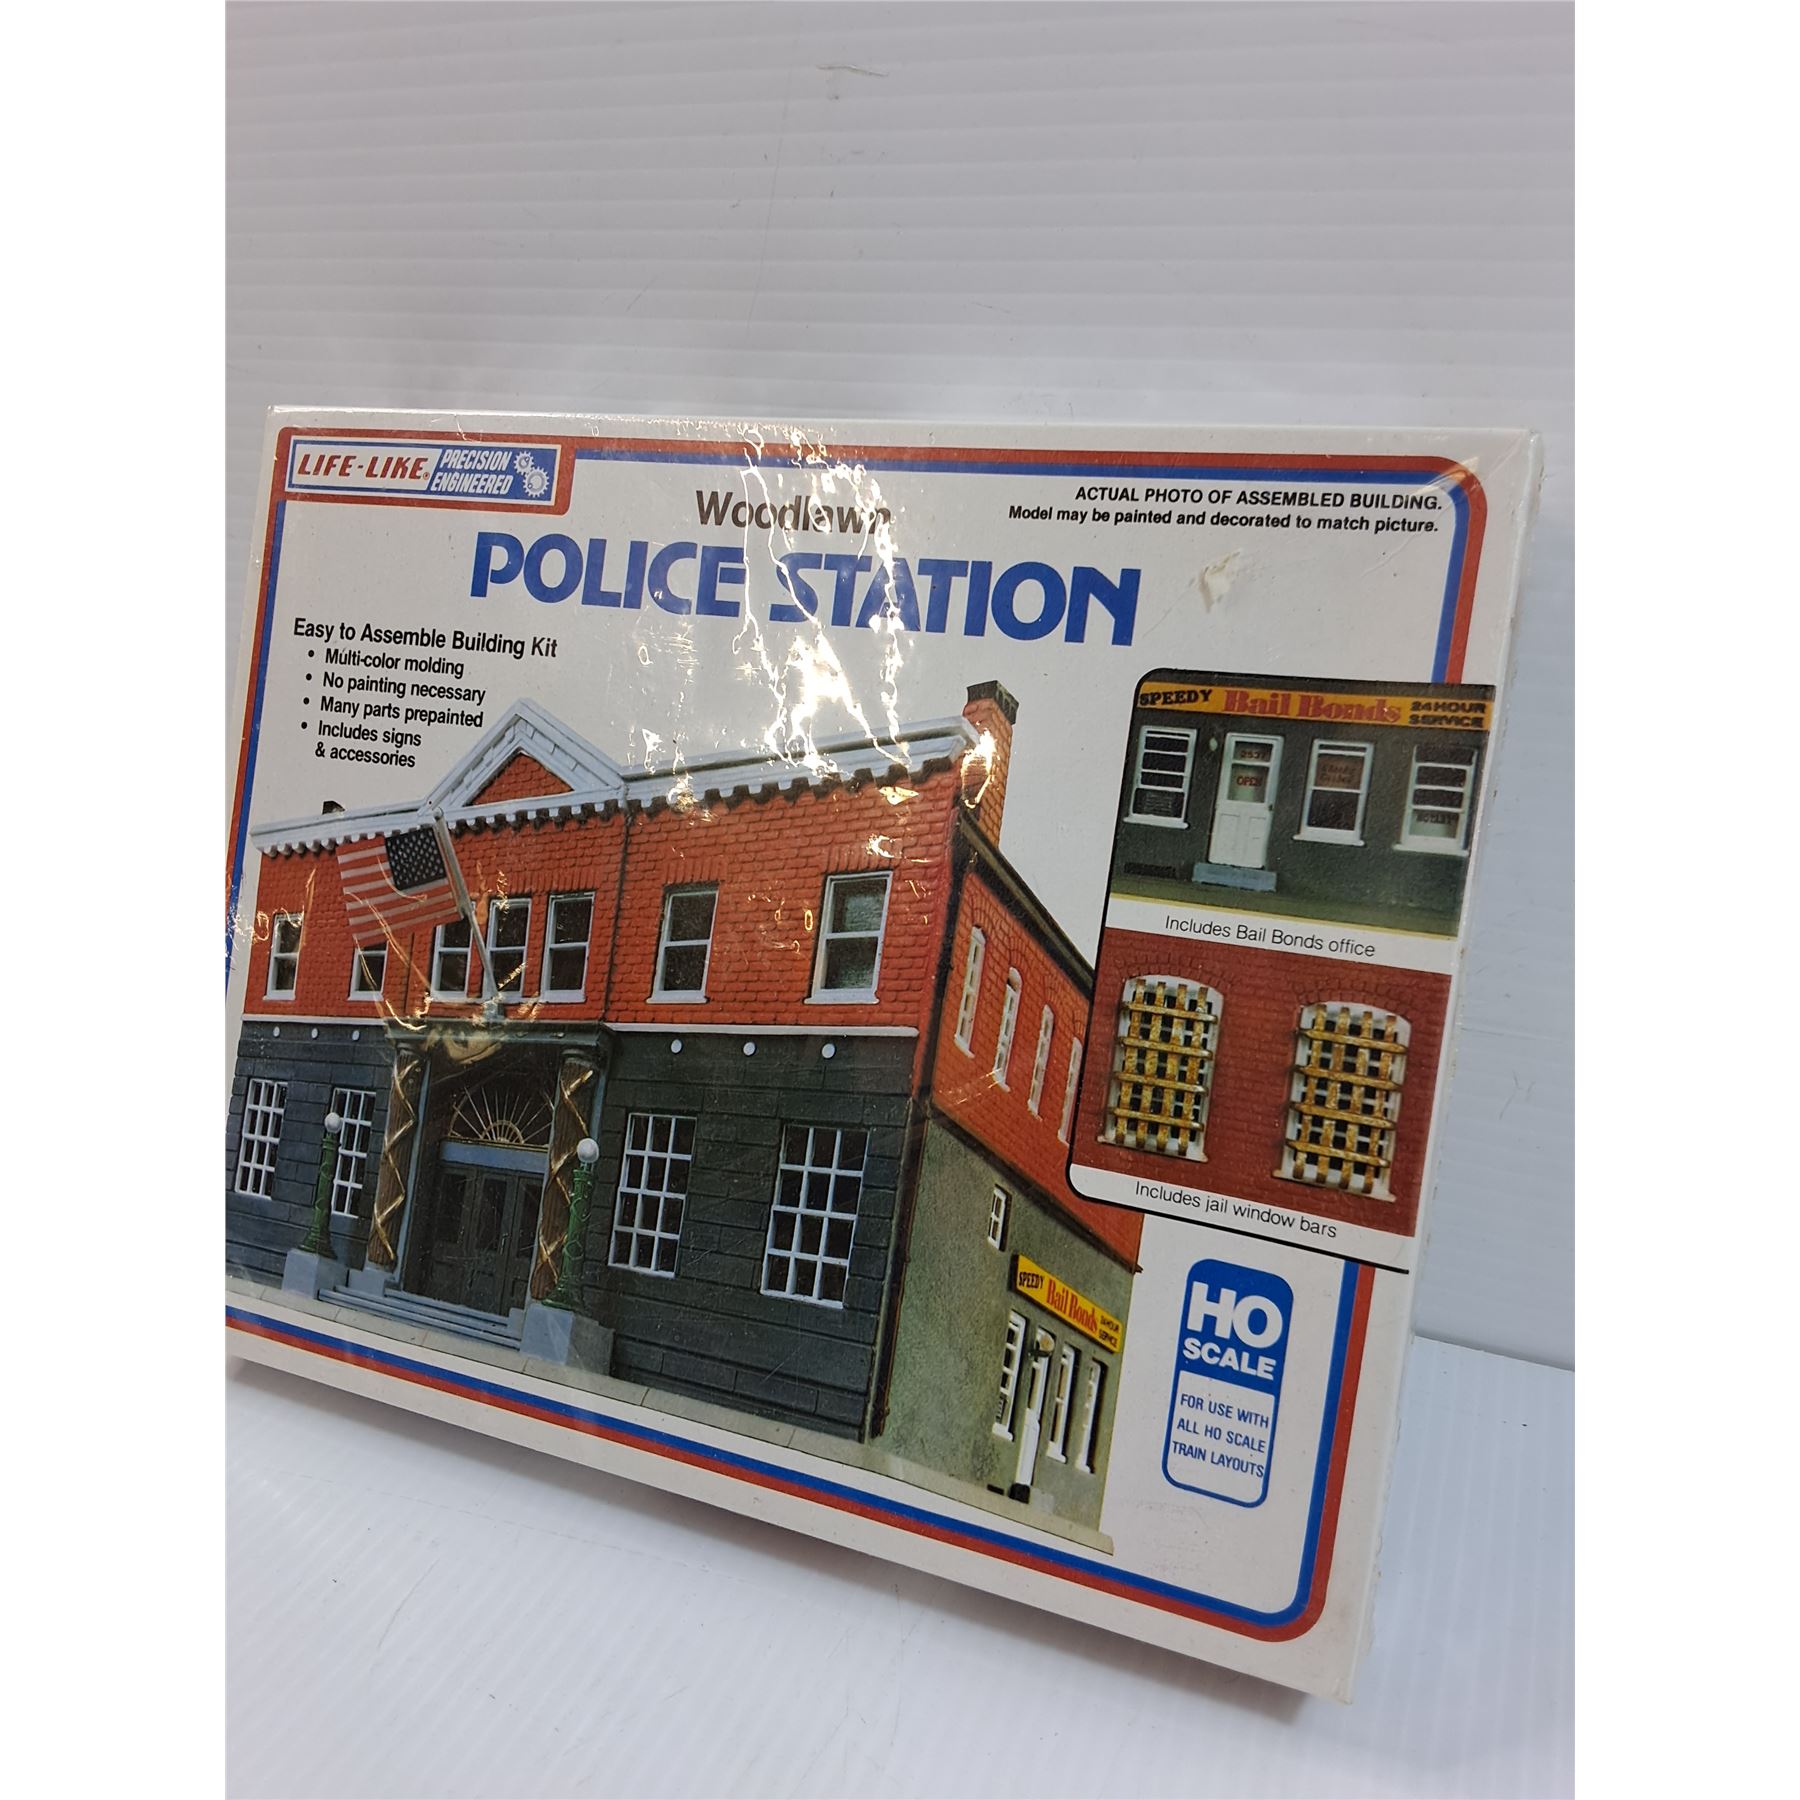 LIFE-LIKE® PRECISION ENGINEERED
Woodlawn
POLICE STATION
ACTUAL PHOTO OF ASSEMBLED BUILDING.
Model may be painted and decorated to match picture.
Easy to Assemble Building Kit
• Multi-color molding
• No painting necessary
• Many parts prepainted
• Includes signs
& accessories
SPEEDY Bail Bonds 24 HOUR SERVICE
OPEN
Includes Bail Bonds office
Includes jail window bars
SPEEDY Bail Bonds 24 HOUR SERVICE
HO
SCALE
FOR USE WITH
ALL HO SCALE
TRAIN LAYOUTS